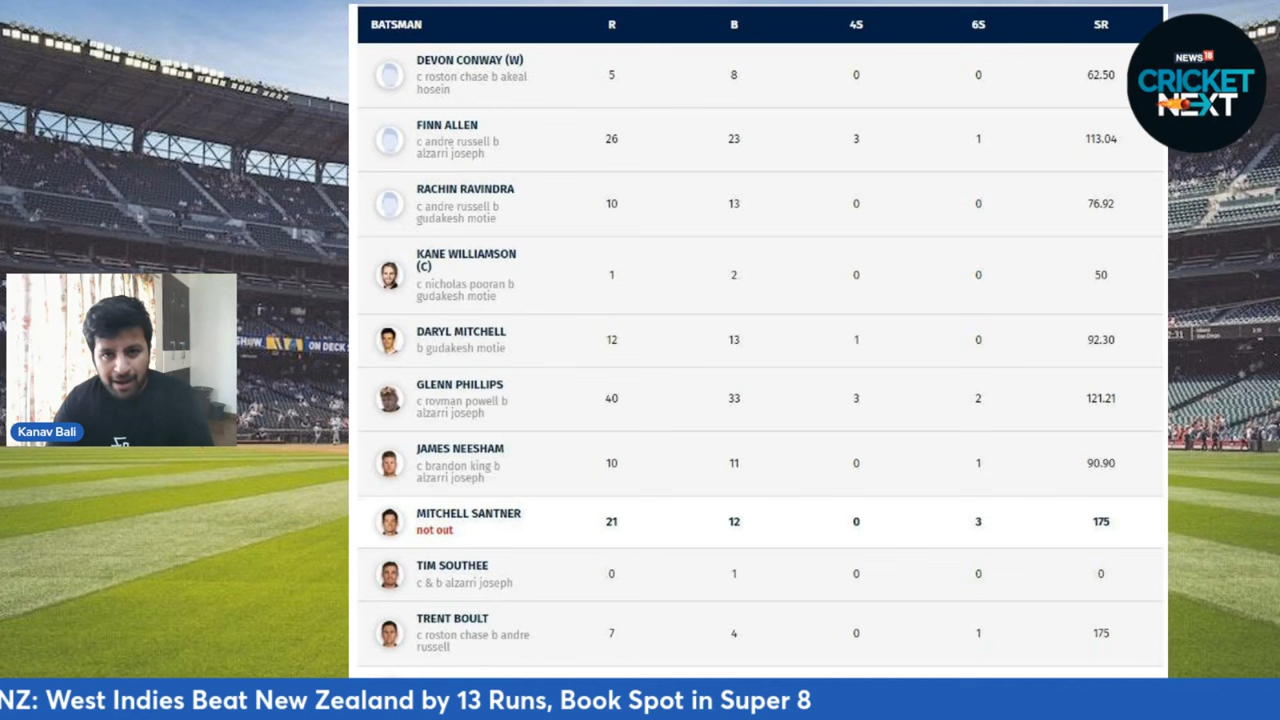 BATSMAN R B 4S 6S SR
DEVON CONWAY (W)
c roston chase b akeal
hosein
5 8 0 0 62.50
FINN ALLEN
c andre russell b
alzarri joseph
26 23 3 1 113.04
RACHIN RAVINDRA
c andre russell b
gudakesh motie
10 13 0 0 76.92
KANE WILLIAMSON
(C)
c nicholas pooran b
gudakesh motie
1 2 0 0 50
DARYL MITCHELL
b gudakesh motie
12 13 1 0 92.30
GLENN PHILLIPS
c rovman powell b
alzarri joseph
40 33 3 2 121.21
JAMES NEESHAM
c brandon king b
alzarri joseph
10 11 0 1 90.90
MITCHELL SANTNER
not out
21 12 0 3 175
TIM SOUTHEE
c & b alzarri joseph
0 1 0 0 0
TRENT BOULT
c roston chase b andre
russell
7 4 0 1 175
NEWS18
CRICKET
NEXT
SHOW
ON DECK
Kanav Bali
NZ: West Indies Beat New Zealand by 13 Runs, Book Spot in Super 8